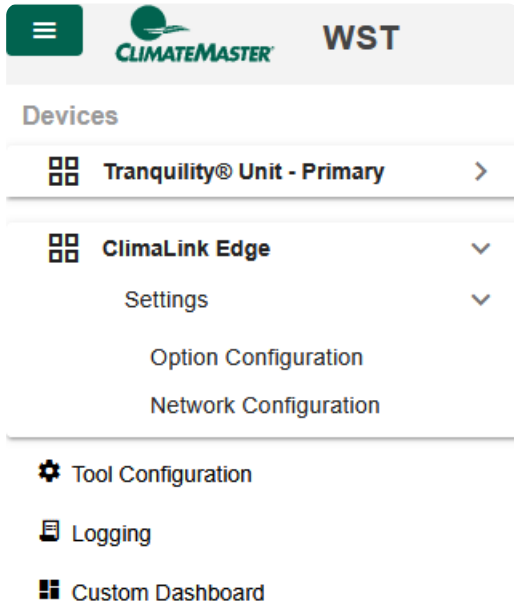 CLIMATEMASTER® WST
Devices
Tranquility® Unit - Primary
ClimaLink Edge
Settings
Option Configuration
Network Configuration
Tool Configuration
Logging
Custom Dashboard